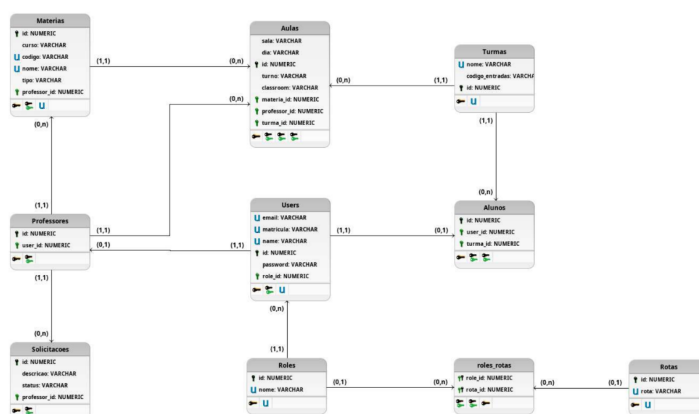 Materias
id: NUMERIC
curso: VARCHAR
U codigo: VARCHAR
U nome: VARCHAR
tipo: VARCHAR
professor_id: NUMERIC
U
(1,1)
(0,n)
Aulas
sala: VARCHAR
dia: VARCHAR
id: NUMERIC
turno: VARCHAR
classroom: VARCHAR
materia_id: NUMERIC
professor_id: NUMERIC
turma_id: NUMERIC
(0,n)
(0,n)
(1,1)
Turmas
U nome: VARCHAR
codigo_entradas: VARCHA
id: NUMERIC
U
(1,1)
(0,n)
(0,n)
(1,1)
Professores
id: NUMERIC
user_id: NUMERIC
(1,1)
(0,1)
(1,1)
Users
U email: VARCHAR
U matricula: VARCHAR
U name: VARCHAR
id: NUMERIC
password: VARCHAR
role_id: NUMERIC
U
(1,1)
(0,1)
Alunos
id: NUMERIC
user_id: NUMERIC
turma_id: NUMERIC
(1,1)
(0,n)
(0,n)
(1,1)
Solicitacoes
id: NUMERIC
descricao: VARCHAR
status: VARCHAR
professor_id: NUMERIC
Roles
id: NUMERIC
U nome: VARCHAR
U
(0,1)
(0,n)
roles_rotas
role_id: NUMERIC
rota_id: NUMERIC
(0,n)
(0,1)
Rotas
id: NUMERIC
U rota: VARCHAR
U